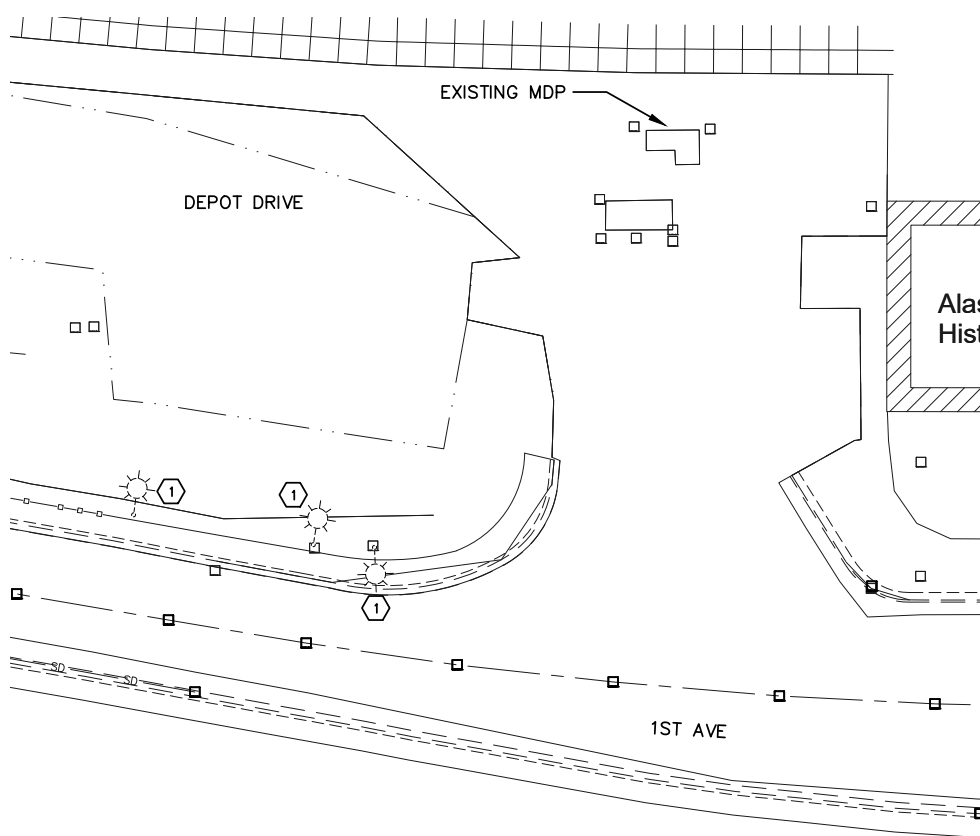 EXISTING MDP
DEPOT DRIVE
Alas
Hist
1
1
1
SD
SD
1ST AVE